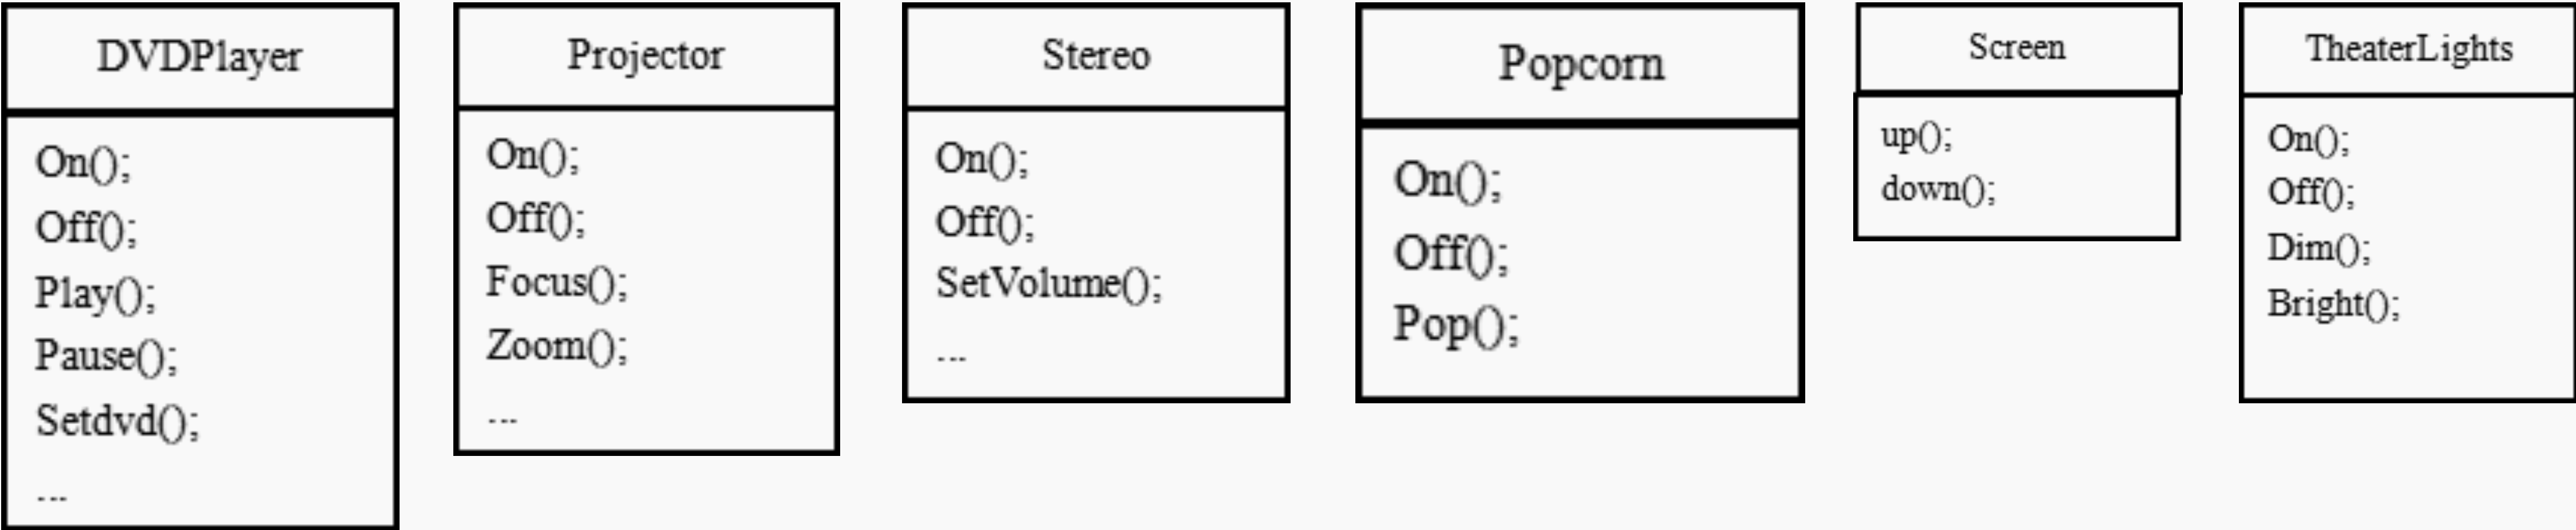 DVDPlayer
On();
Off();
Play();
Pause();
Setdvd();
...
Projector
On();
Off();
Focus();
Zoom();
...
Stereo
On();
Off();
SetVolume();
...
Popcorn
On();
Off();
Pop();
Screen
up();
down();
TheaterLights
On();
Off();
Dim();
Bright();